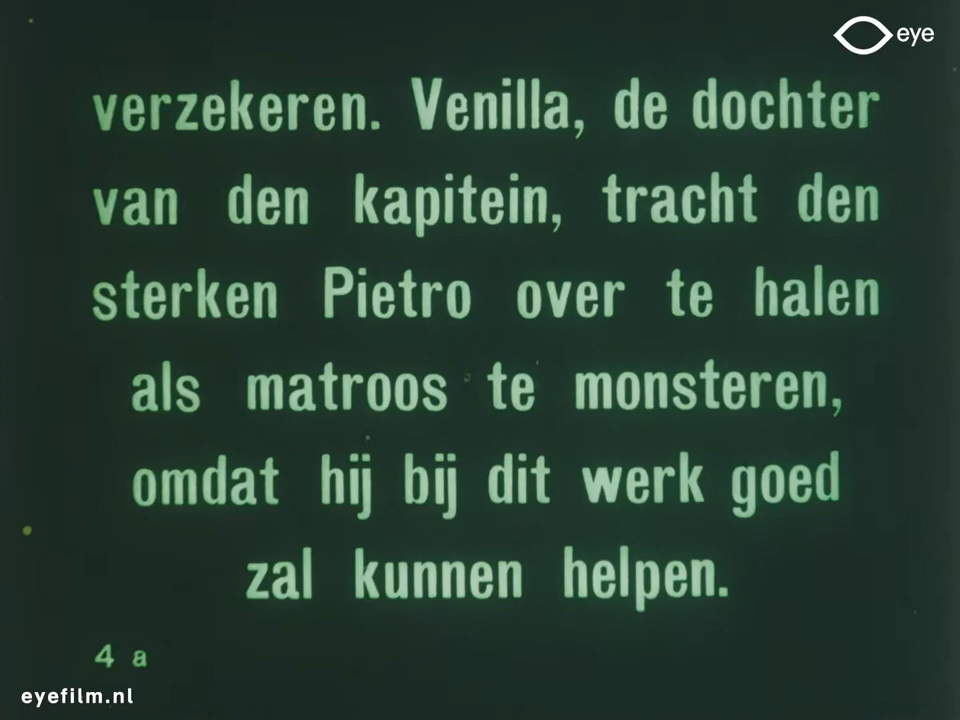 eye
verzekeren. Venilla, de dochter
van den kapitein, tracht den
sterken Pietro over te halen
als matroos te monsteren,
omdat hij bij dit werk goed
zal kunnen helpen.
4 a
eyefilm.nl